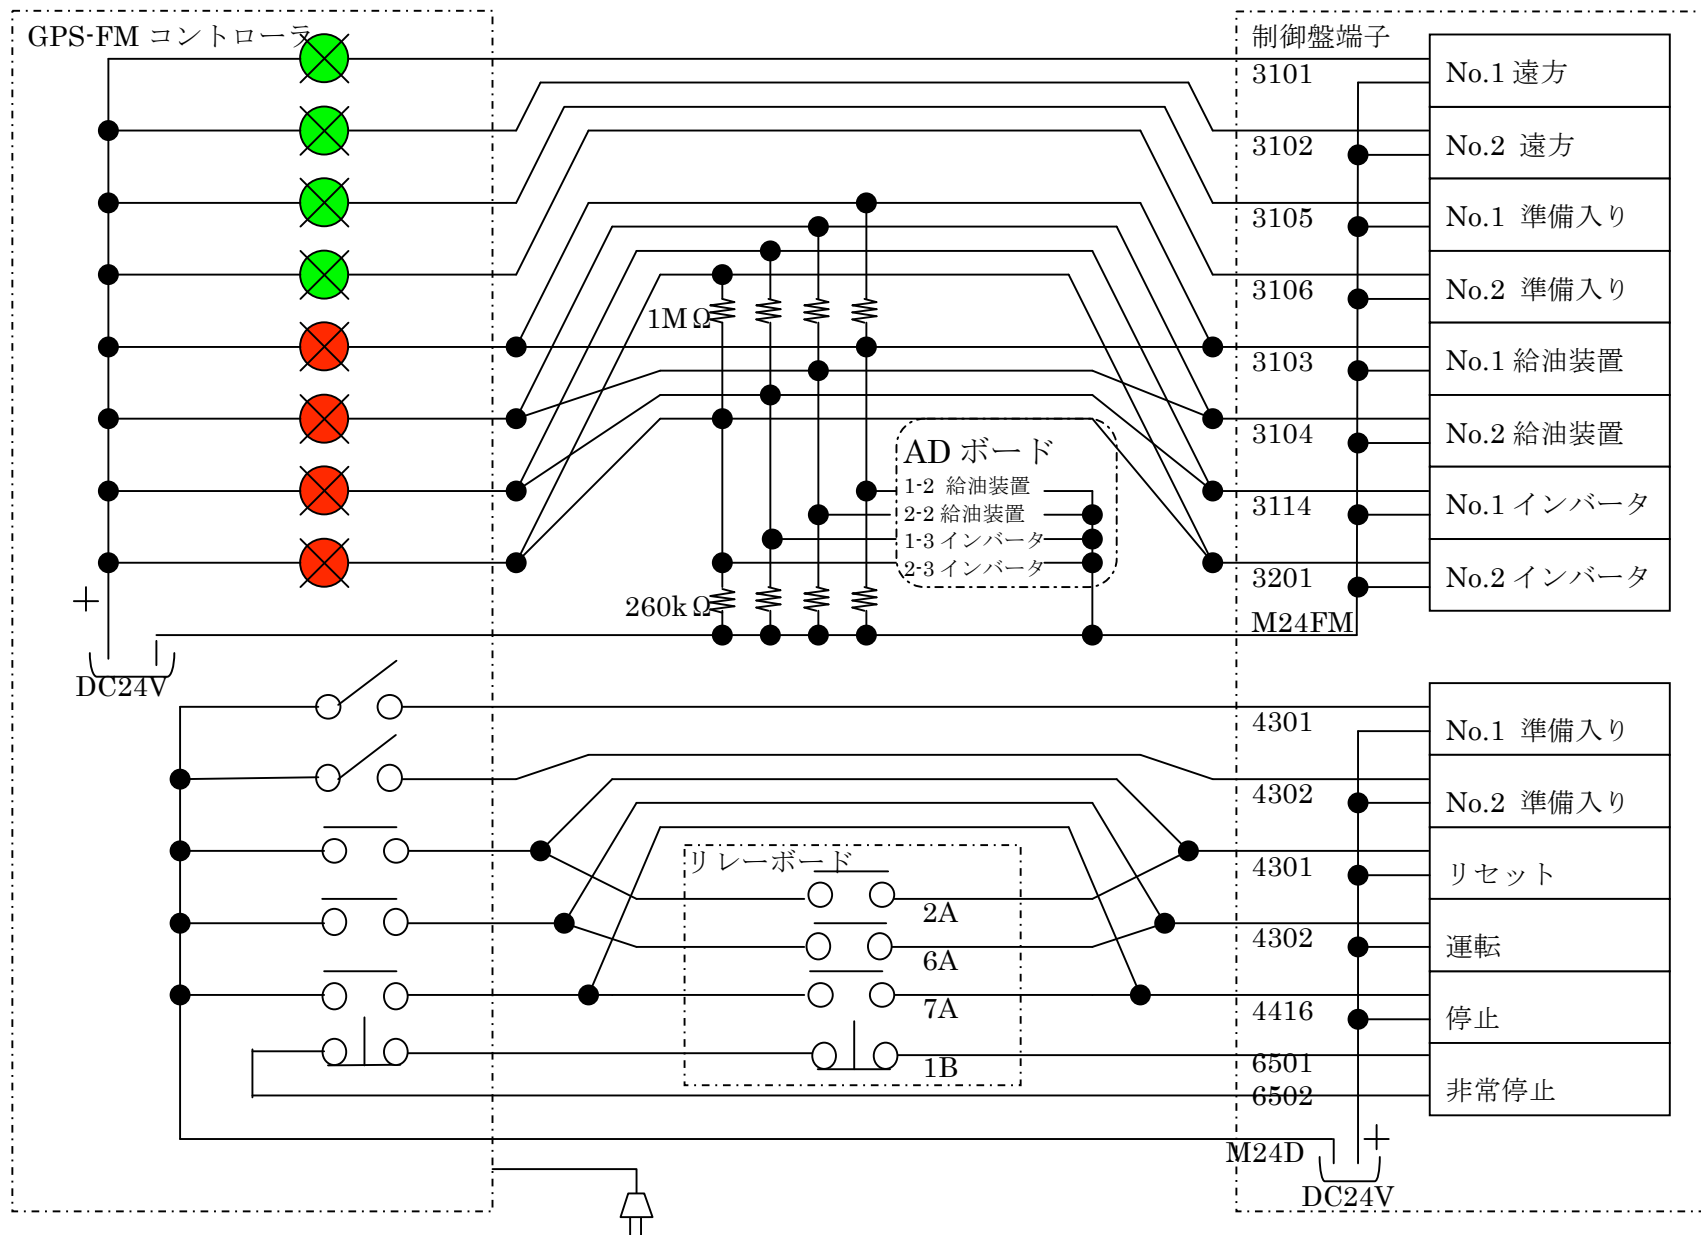 GPS-FM コントローラ
制御盤端子
3101
No.1 遠方
3102
No.2 遠方
3105
No.1 準備入り
3106
No.2 準備入り
1MΩ
3103
No.1 給油装置
3104
No.2 給油装置
AD ボード
1-2 給油装置
2-2 給油装置
1-3 インバータ
2-3 インバータ
3114
No.1 インバータ
3201
No.2 インバータ
+
260kΩ
M24FM
DC24V
4301
No.1 準備入り
4302
No.2 準備入り
リレーボード
4301
リセット
2A
4302
運転
6A
7A
4416
停止
1B
6501
6502
非常停止
M24D
+
DC24V